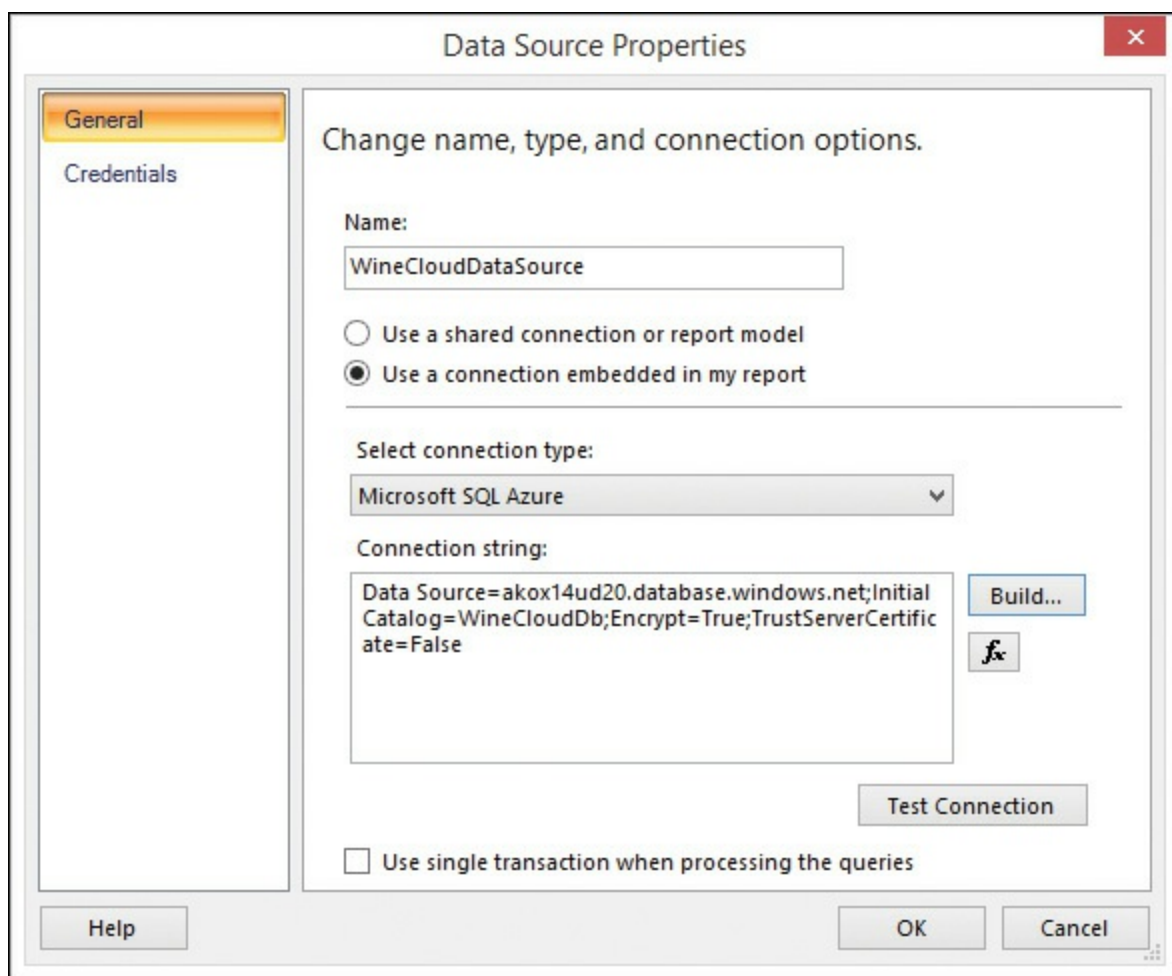 Data Source Properties
General
Credentials
Change name, type, and connection options.
Name:
WineCloudDataSource
Use a shared connection or report model
Use a connection embedded in my report
Select connection type:
Microsoft SQL Azure
Connection string:
Data Source=akox14ud20.database.windows.net;Initial
Catalog=WineCloudDb;Encrypt=True;TrustServerCertific
ate=False
Build...
fx
Test Connection
Use single transaction when processing the queries
Help
OK
Cancel